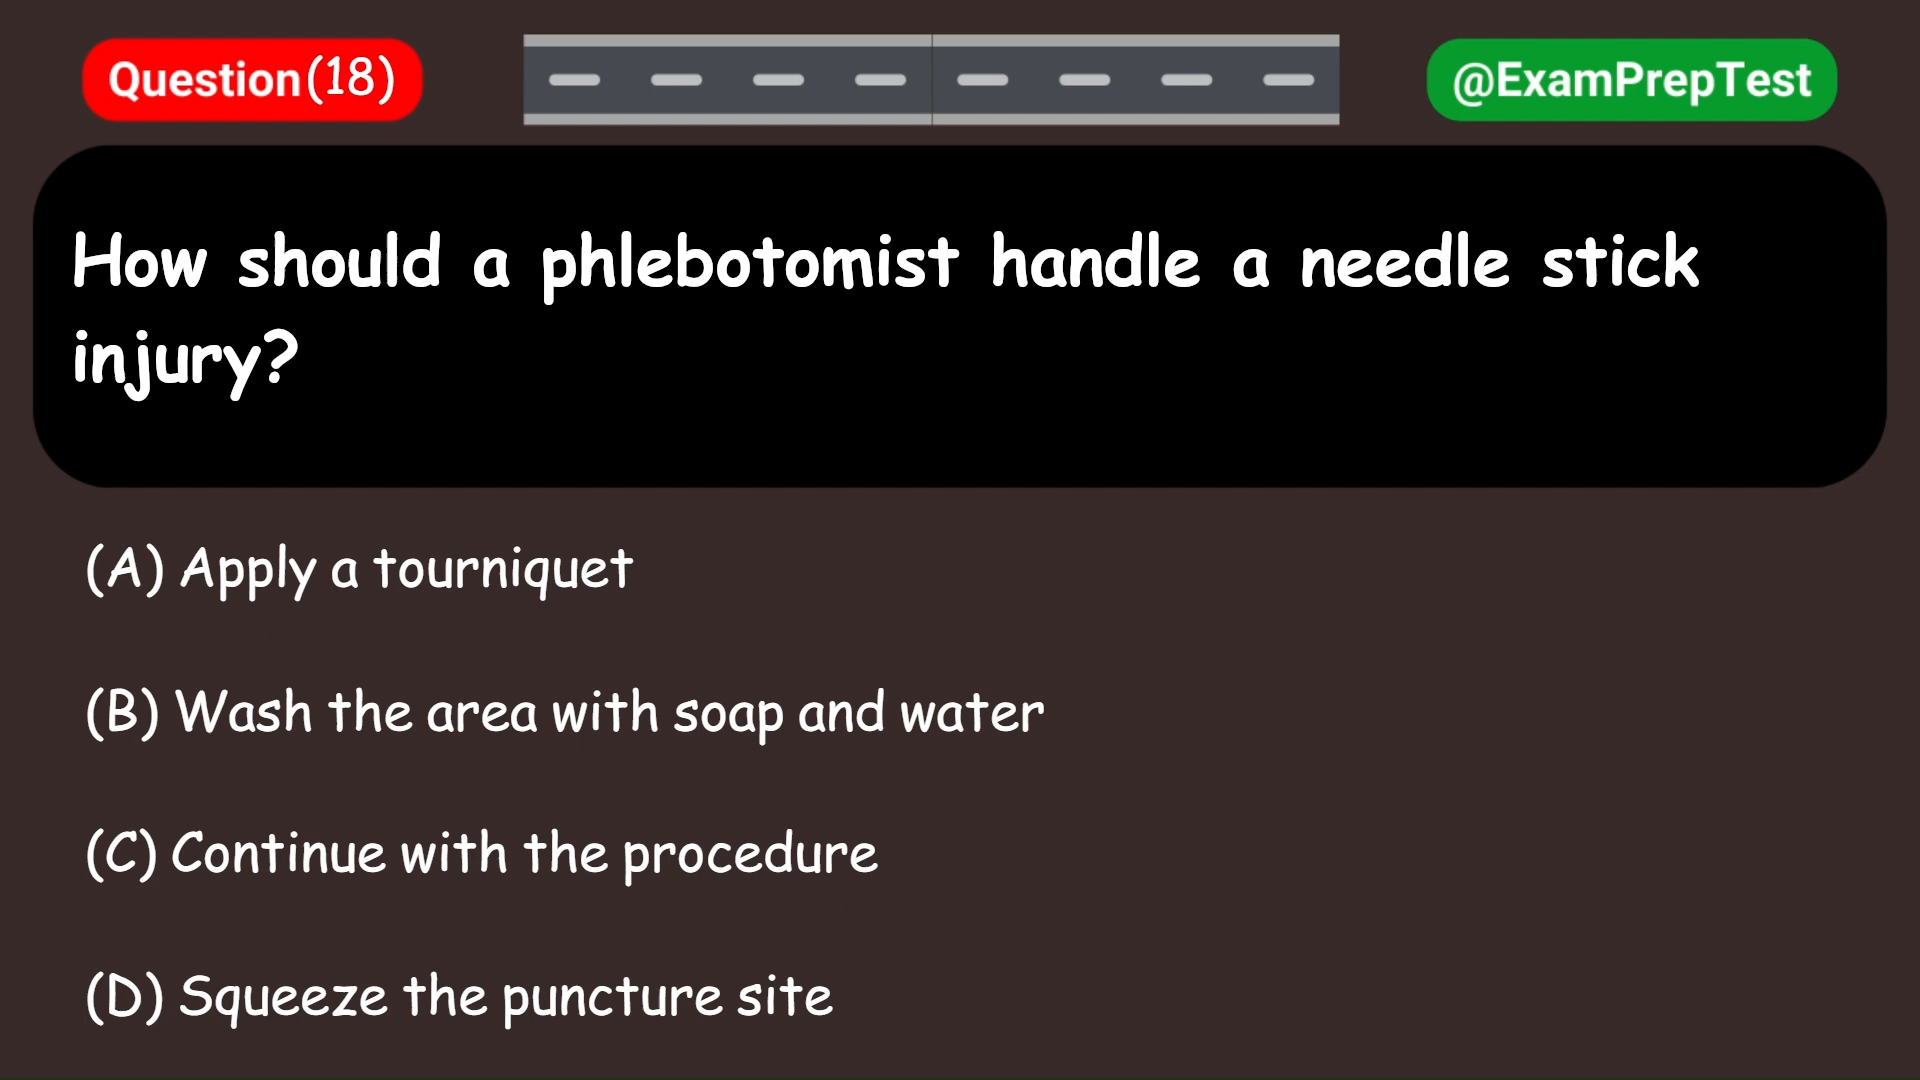 Question(18)
@ExamPrepTest
How should a phlebotomist handle a needle stick
injury?
(A) Apply a tourniquet
(B) Wash the area with soap and water
(C) Continue with the procedure
(D) Squeeze the puncture site